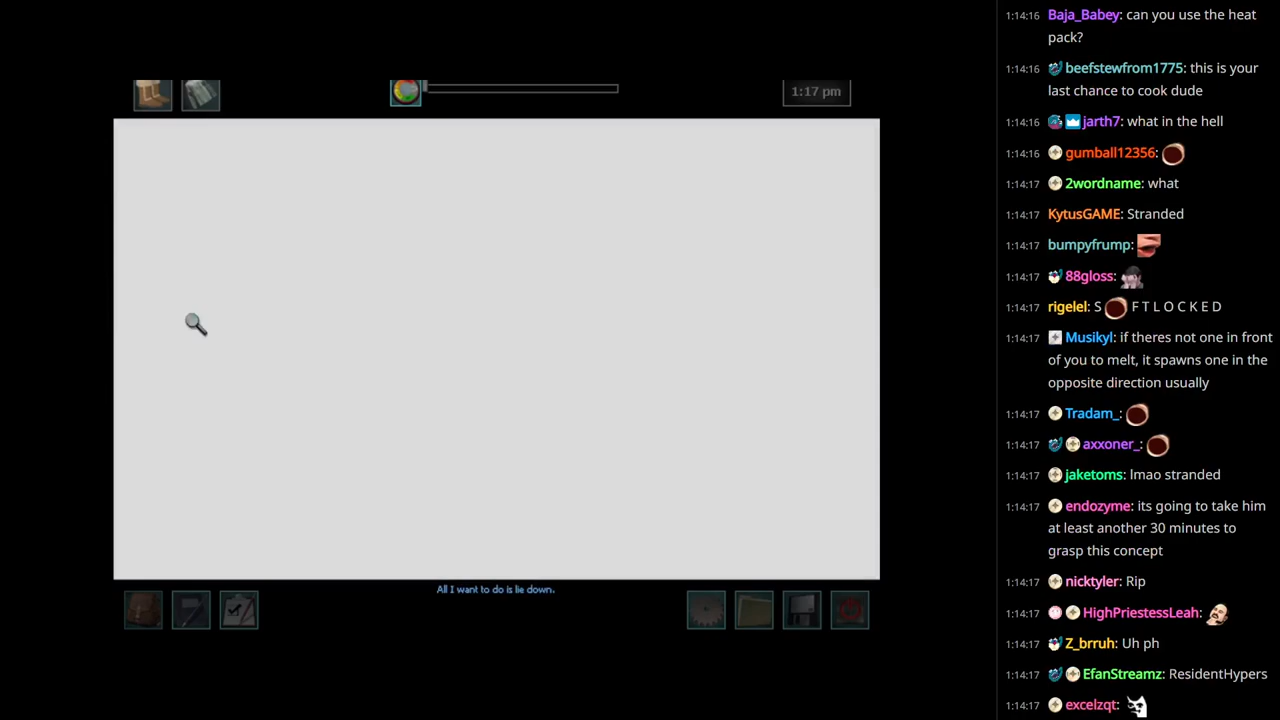 1:17 pm
All I want to do is lie down.
1:14:16 Baja_Babey: can you use the heat
pack?
1:14:16 beefstewfrom1775: this is your
last chance to cook dude
1:14:16 jarth7: what in the hell
1:14:16 gumball12356:
1:14:17 2wordname: what
1:14:17 KytusGAME: Stranded
1:14:17 bumpyfrump:
1:14:17 88gloss:
1:14:17 rigelel: S F T L O C K E D
1:14:17 Musikyl: if theres not one in front
of you to melt, it spawns one in the
opposite direction usually
1:14:17 Tradam_:
1:14:17 axxoner_:
1:14:17 jaketoms: lmao stranded
1:14:17 endozyme: its going to take him
at least another 30 minutes to
grasp this concept
1:14:17 nicktyler: Rip
1:14:17 HighPriestessLeah:
1:14:17 Z_brruh: Uh ph
1:14:17 EfanStreamz: ResidentHypers
1:14:17 excelzqt: